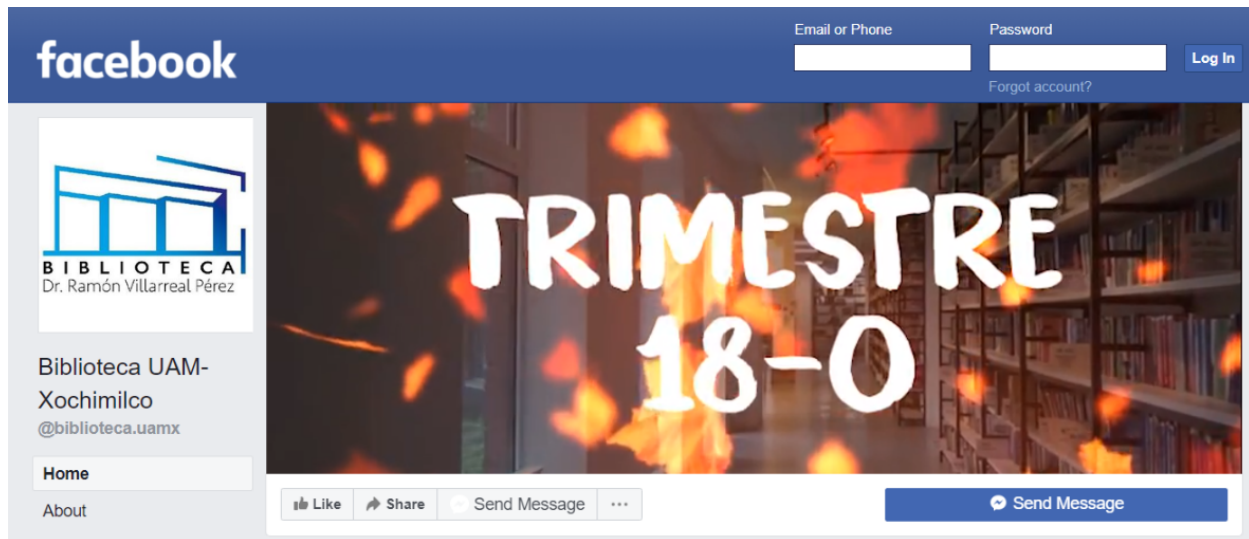 facebook
Email or Phone
Password
Log In
Forgot account?
BIBLIOTECA
Dr. Ramón Villarreal Pérez
Biblioteca UAM-
Xochimilco
@biblioteca.uamx
Home
About
TRIMESTRE
18-O
Like Share Send Message ...
Send Message